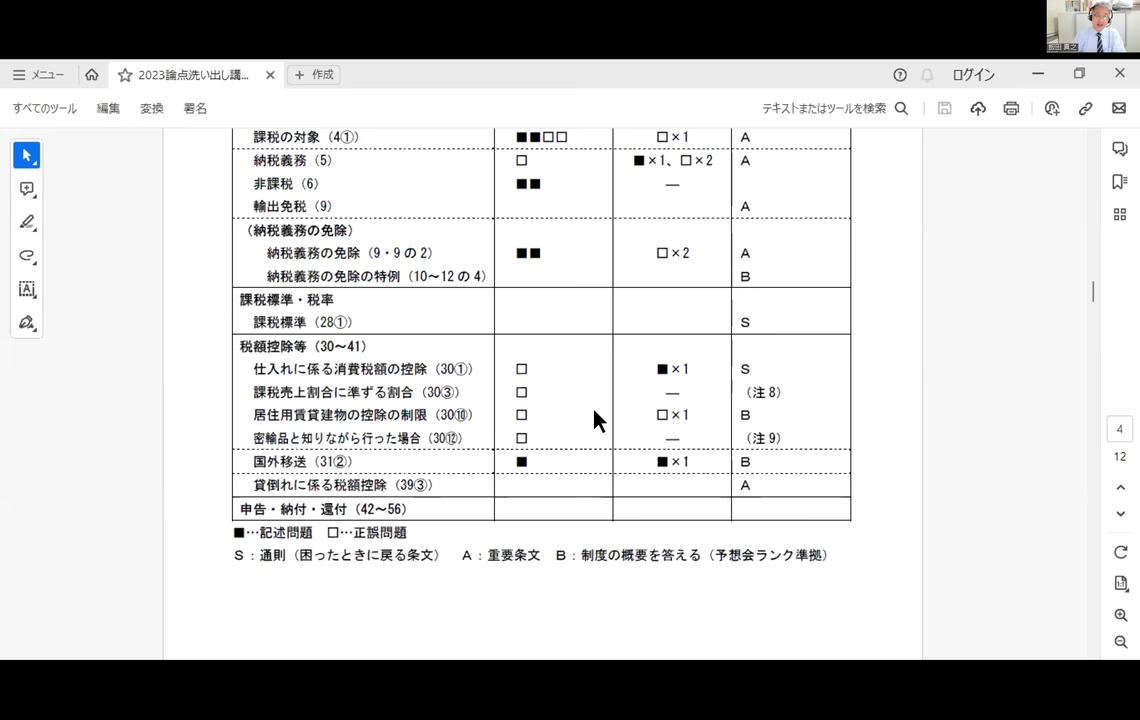 飯田 真之
メニュー 2023論点洗い出し講... + 作成 ログイン
すべてのツール 編集 変換 署名 テキストまたはツールを検索
課税の対象（4①） ■■□□ □×1 A
納税義務（5） □ ■×1、□×2 A
非課税（6） ■■ ―
輸出免税（9） A
（納税義務の免除）
納税義務の免除（9・9の2） ■■ □×2 A
納税義務の免除の特例（10～12の4） B
課税標準・税率
課税標準（28①） S
税額控除等（30～41）
仕入れに係る消費税額の控除（30①） □ ■×1 S
課税売上割合に準ずる割合（30③） □ ― （注8）
居住用賃貸建物の控除の制限（30⑩） □ □×1 B
密輸品と知りながら行った場合（30⑫） □ ― （注9）
国外移送（31②） ■ ■×1 B
貸倒れに係る税額控除（39③） A
申告・納付・還付（42～56）
■…記述問題 □…正誤問題
S：通則（困ったときに戻る条文） A：重要条文 B：制度の概要を答える（予想会ランク準拠）
4
12